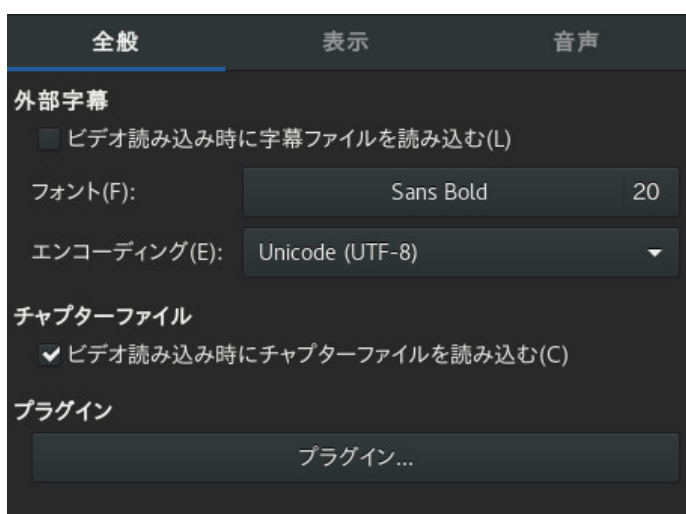 全般 表示 音声
外部字幕
ビデオ読み込み時に字幕ファイルを読み込む(L)
フォント(F): Sans Bold 20
エンコーディング(E): Unicode (UTF-8)
チャプターファイル
ビデオ読み込み時にチャプターファイルを読み込む(C)
プラグイン
プラグイン...